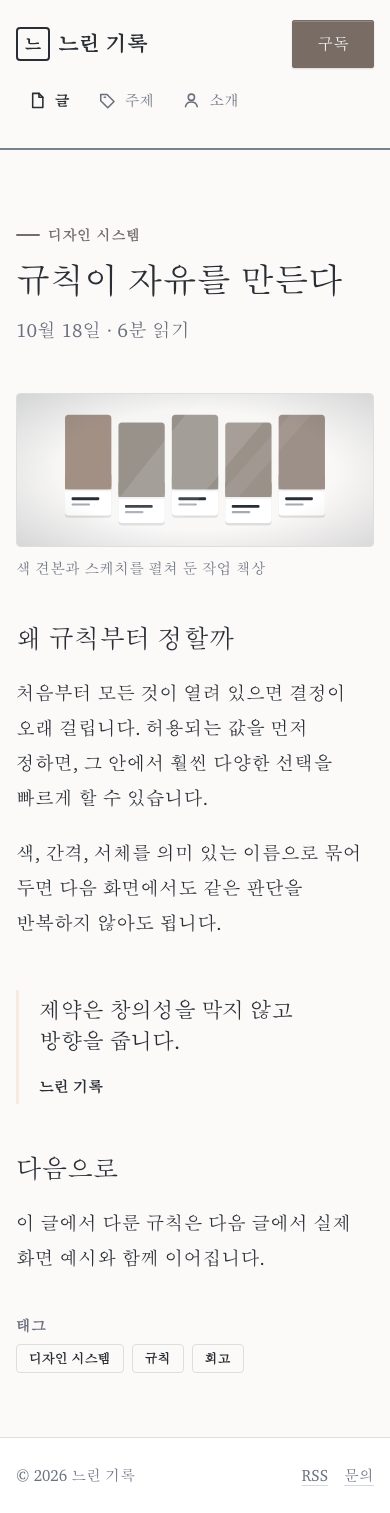 느 느린 기록
구독
글 주제 소개
디자인 시스템
규칙이 자유를 만든다
10월 18일 · 6분 읽기
색 견본과 스케치를 펼쳐 둔 작업 책상
왜 규칙부터 정할까
처음부터 모든 것이 열려 있으면 결정이
오래 걸립니다. 허용되는 값을 먼저
정하면, 그 안에서 훨씬 다양한 선택을
빠르게 할 수 있습니다.
색, 간격, 서체를 의미 있는 이름으로 묶어
두면 다음 화면에서도 같은 판단을
반복하지 않아도 됩니다.
제약은 창의성을 막지 않고
방향을 줍니다.
느린 기록
다음으로
이 글에서 다룬 규칙은 다음 글에서 실제
화면 예시와 함께 이어집니다.
태그
디자인 시스템 규칙 회고
© 2026 느린 기록 RSS 문의